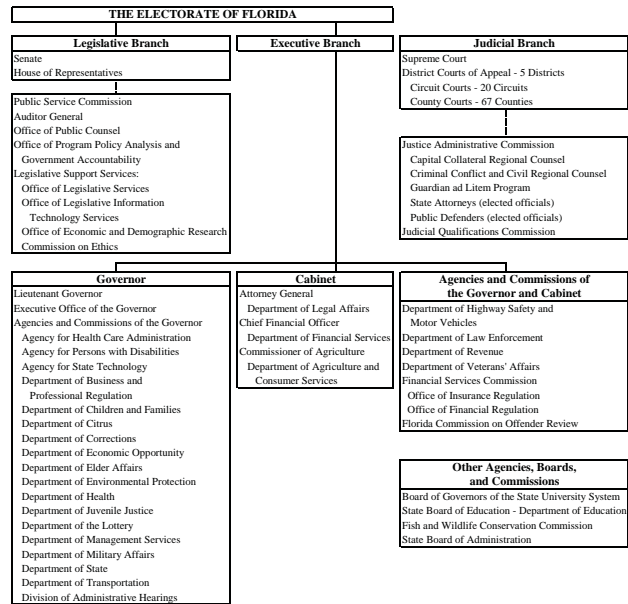 THE ELECTORATE OF FLORIDA
Legislative Branch
Senate
House of Representatives
Public Service Commission
Auditor General
Office of Public Counsel
Office of Program Policy Analysis and
Government Accountability
Legislative Support Services:
Office of Legislative Services
Office of Legislative Information
Technology Services
Office of Economic and Demographic Research
Commission on Ethics
Executive Branch
Judicial Branch
Supreme Court
District Courts of Appeal - 5 Districts
Circuit Courts - 20 Circuits
County Courts - 67 Counties
Justice Administrative Commission
Capital Collateral Regional Counsel
Criminal Conflict and Civil Regional Counsel
Guardian ad Litem Program
State Attorneys (elected officials)
Public Defenders (elected officials)
Judicial Qualifications Commission
Governor
Lieutenant Governor
Executive Office of the Governor
Agencies and Commissions of the Governor
Agency for Health Care Administration
Agency for Persons with Disabilities
Agency for State Technology
Department of Business and
Professional Regulation
Department of Children and Families
Department of Citrus
Department of Corrections
Department of Economic Opportunity
Department of Elder Affairs
Department of Environmental Protection
Department of Health
Department of Juvenile Justice
Department of the Lottery
Department of Management Services
Department of Military Affairs
Department of State
Department of Transportation
Division of Administrative Hearings
Cabinet
Attorney General
Department of Legal Affairs
Chief Financial Officer
Department of Financial Services
Commissioner of Agriculture
Department of Agriculture and
Consumer Services
Agencies and Commissions of
the Governor and Cabinet
Department of Highway Safety and
Motor Vehicles
Department of Law Enforcement
Department of Revenue
Department of Veterans' Affairs
Financial Services Commission
Office of Insurance Regulation
Office of Financial Regulation
Florida Commission on Offender Review
Other Agencies, Boards,
and Commissions
Board of Governors of the State University System
State Board of Education - Department of Education
Fish and Wildlife Conservation Commission
State Board of Administration